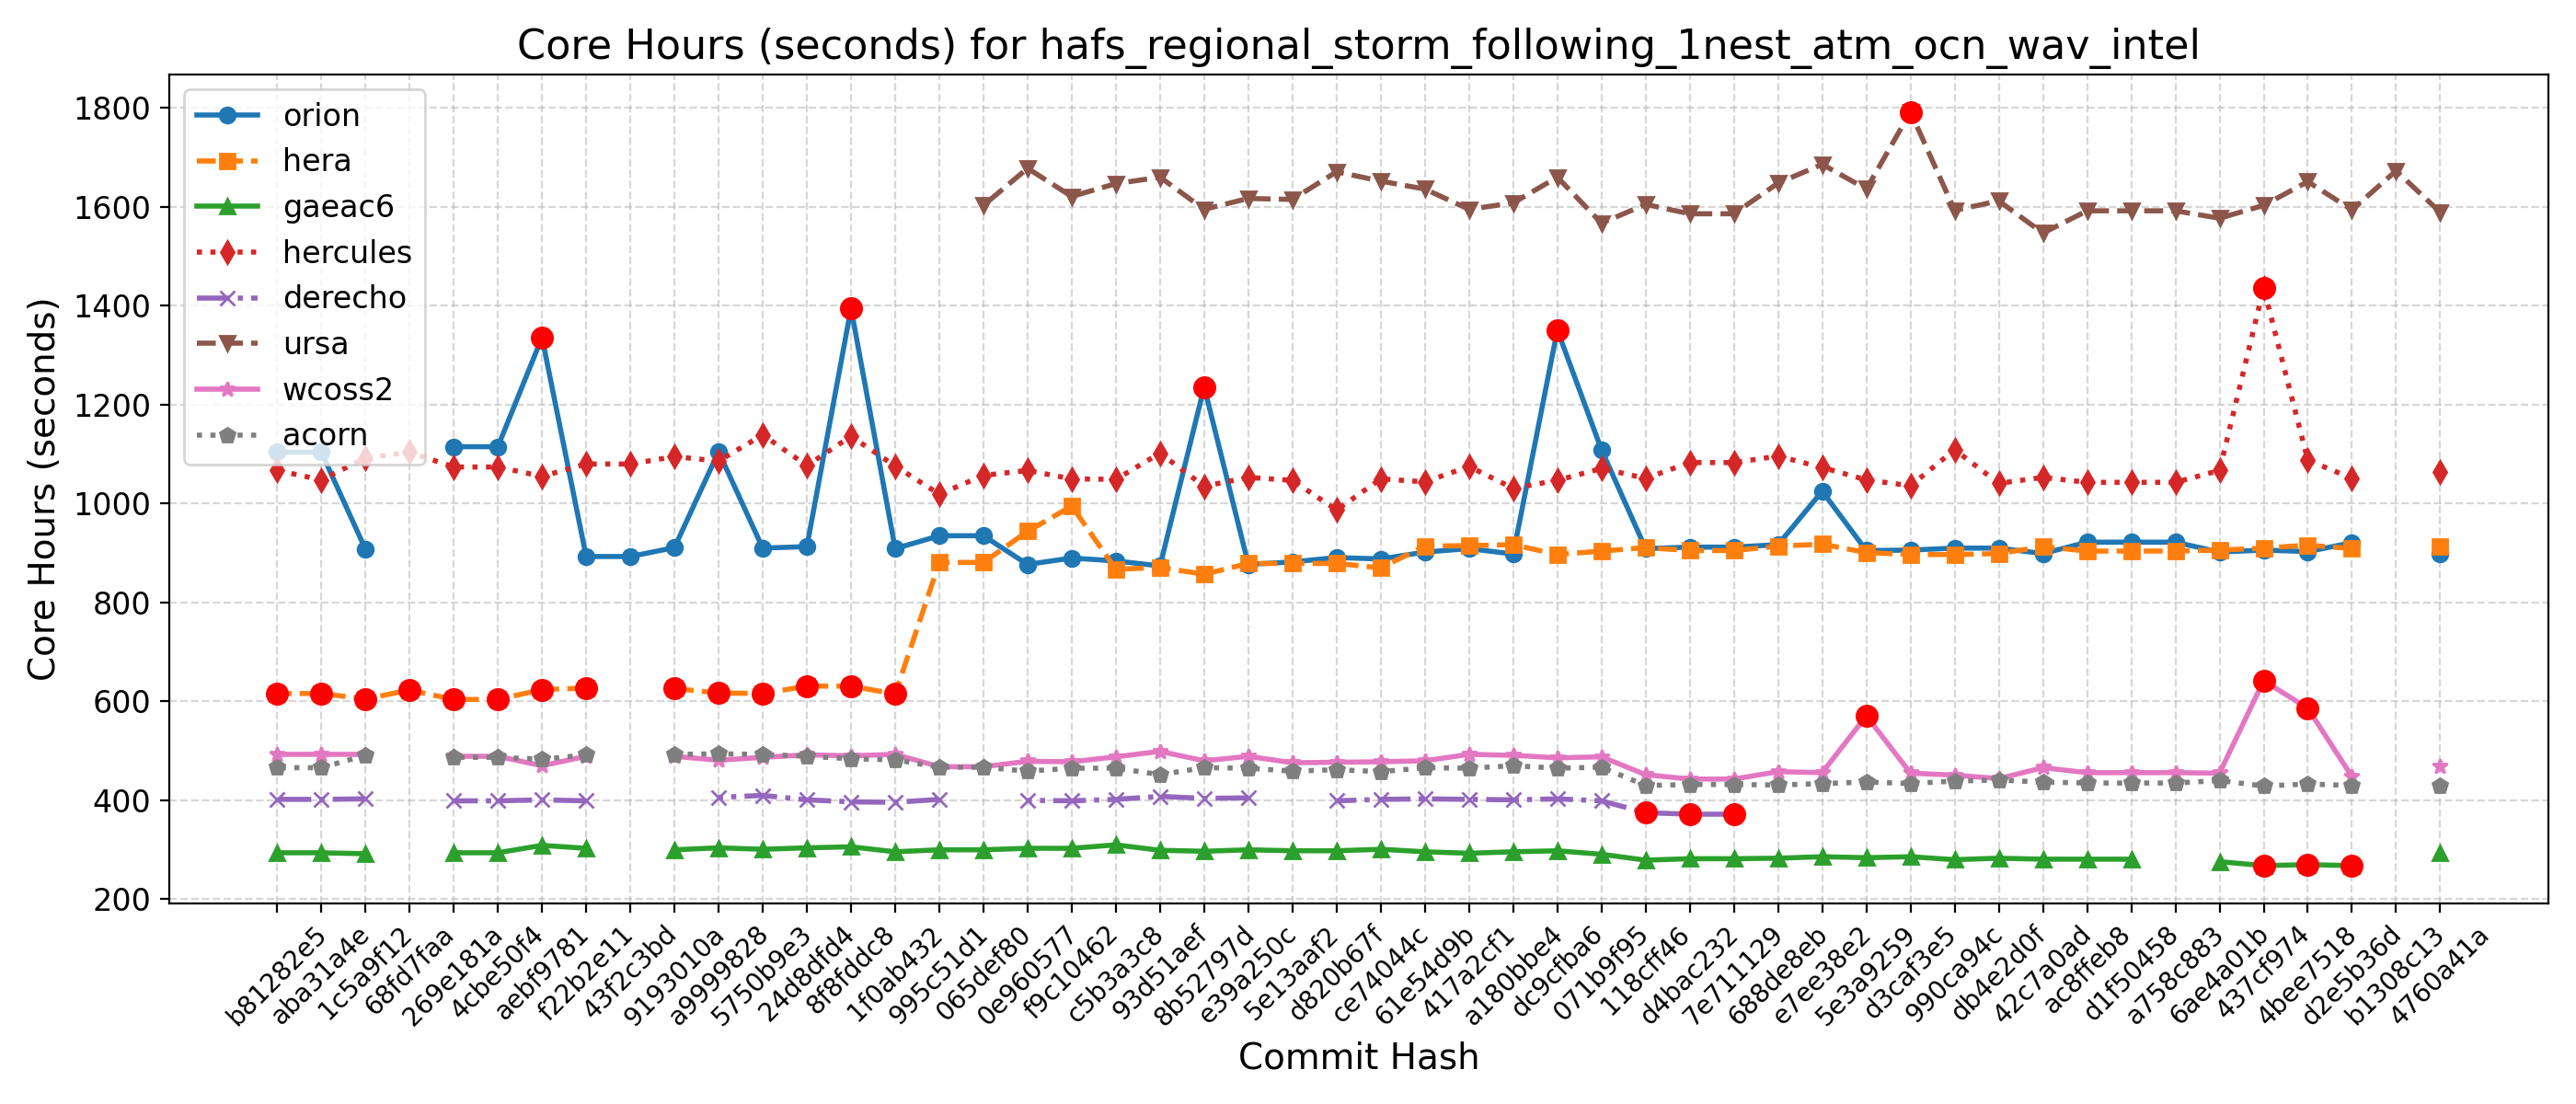 Core Hours (seconds) for hafs_regional_storm_following_1nest_atm_ocn_wav_intel
Core Hours (seconds)
1800
1600
1400
1200
1000
800
600
400
200
orion
hera
gaeac6
hercules
derecho
ursa
wcoss2
acorn
b81282e5
aba31a4e
1c5a9f12
68fd7faa
269e181a
4cbe50f4
aebf9781
f22b2e11
43f2c3bd
9193010a
a9999828
5750b9e3
24d8dfd4
8f8fddc8
1f0ab432
995c51d1
065def80
0e960577
f9c10462
c5b3a3c8
93d51aef
8b52797d
e39a250c
5e13aaf2
d820b67f
ce74044c
61e54d9b
417a2cf1
a180bbe4
dc9cfba6
071b9f95
118cff46
d4bac232
7e711129
688de8eb
e7ee38e2
5e3a9259
d3caf3e5
990ca94c
db4e2d0f
42c7a0ad
ac8ffeb8
d1f50458
a758c883
6ae4a01b
437cf974
4bee7518
d2e5b36d
b1308c13
4760a41a
Commit Hash